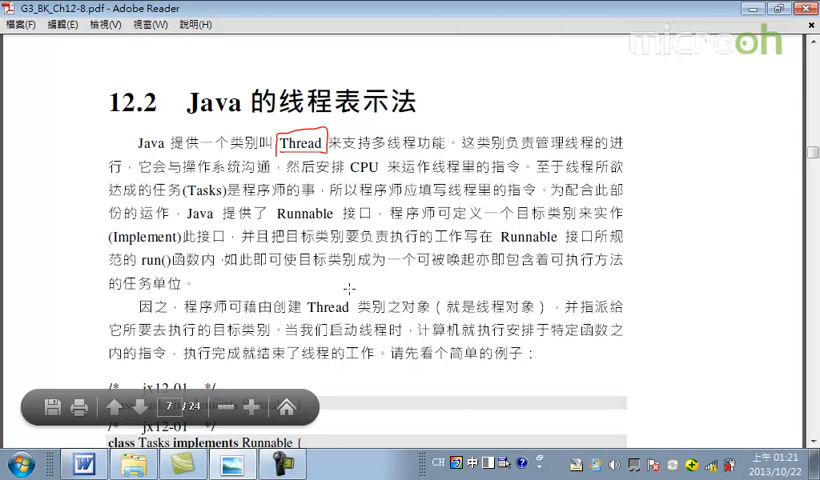 G3_BK_Ch12-8.pdf - Adobe Reader
檔案(F) 編輯(E) 檢視(V) 視窗(W) 說明(H)
microoh
12.2 Java 的线程表示法
Java 提供一个类别叫 Thread 来支持多线程功能。这类别负责管理线程的进
行，它会与操作系统沟通，然后安排 CPU 来运作线程里的指令。至于线程所欲
达成的任务(Tasks)是程序师的事，所以程序师应填写线程里的指令。为配合此部
份的运作，Java 提供了 Runnable 接口，程序师可定义一个目标类别来实作
(Implement)此接口，并且把目标类别要负责执行的工作写在 Runnable 接口所规
范的 run()函数内，如此即可使目标类别成为一个可被唤起亦即包含着可执行方法
的任务单位。
因之，程序师可藉由创建 Thread 类别之对象（就是线程对象），并指派给
它所要去执行的目标类别。当我们启动线程时，计算机就执行安排于特定函数之
内的指令，执行完成就结束了线程的工作。请先看个简单的例子：
/* jx12-01 */
7 / 24
/* jx12-01 */
class Tasks implements Runnable {
CH
上午 01:21
2013/10/22